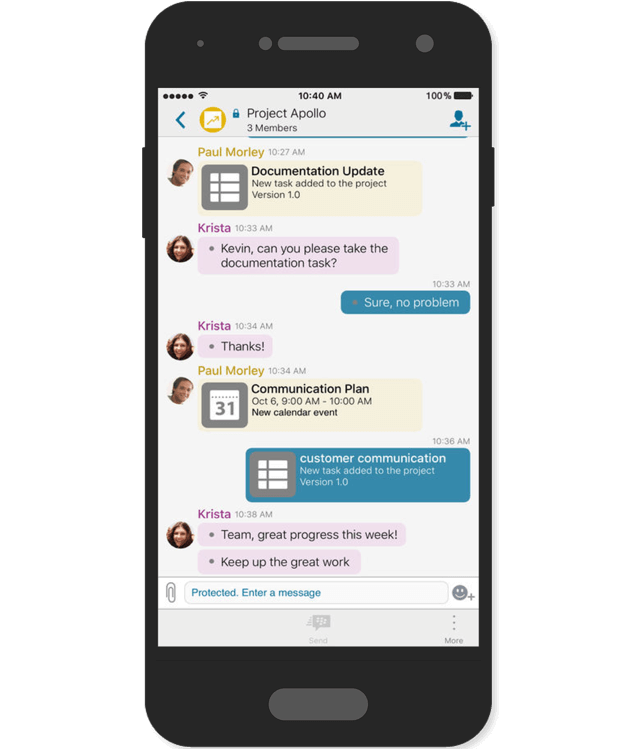 10:40 AM
100%
Project Apollo
3 Members
Paul Morley 10:27 AM
Documentation Update
New task added to the project
Version 1.0
Krista 10:33 AM
Kevin, can you please take the
documentation task?
10:33 AM
Sure, no problem
Krista 10:34 AM
Thanks!
Paul Morley 10:34 AM
31
Communication Plan
Oct 6, 9:00 AM - 10:00 AM
New calendar event
10:36 AM
customer communication
New task added to the project
Version 1.0
Krista 10:38 AM
Team, great progress this week!
Keep up the great work
Protected. Enter a message
Send
More